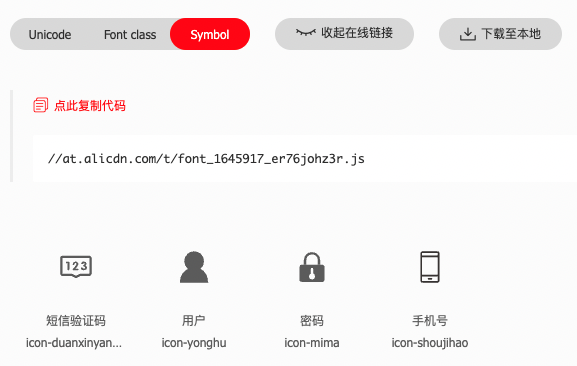 Unicode Font class Symbol 收起在线链接 下载至本地
点此复制代码
//at.alicdn.com/t/font_1645917_er76johz3r.js
123
短信验证码 用户 密码 手机号
icon-duanxinyan... icon-yonghu icon-mima icon-shoujihao